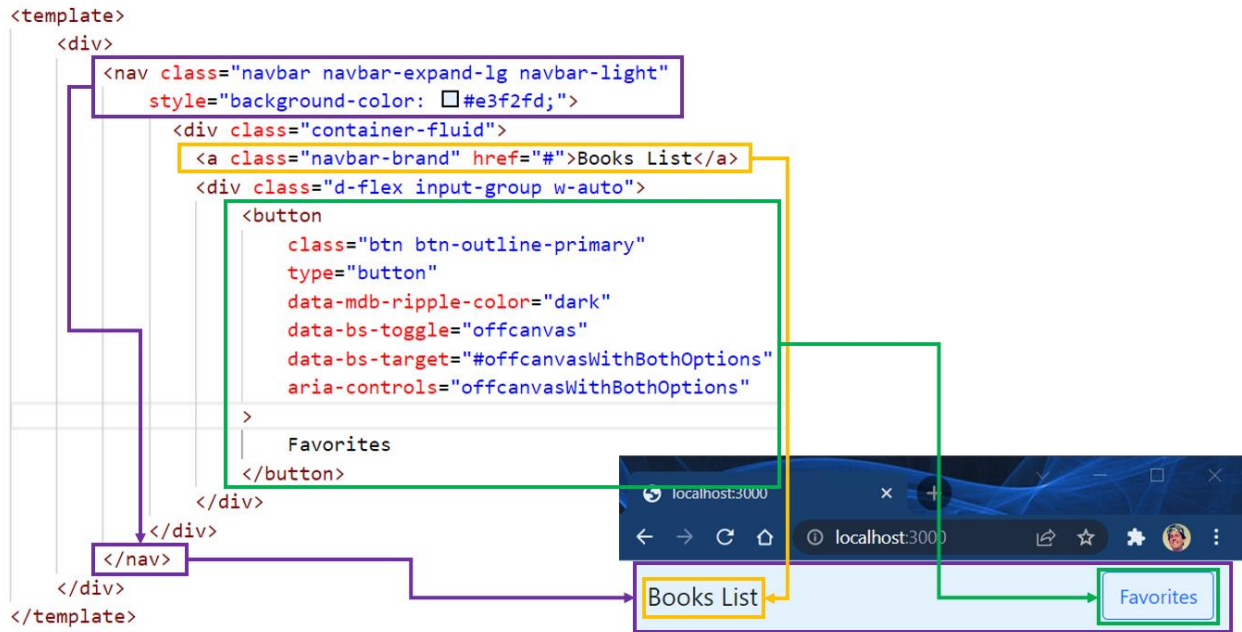 <template>
<div>
<nav class="navbar navbar-expand-lg navbar-light"
style="background-color: #e3f2fd;">
<div class="container-fluid">
<a class="navbar-brand" href="#">Books List</a>
<div class="d-flex input-group w-auto">
<button
class="btn btn-outline-primary"
type="button"
data-mdb-ripple-color="dark"
data-bs-toggle="offcanvas"
data-bs-target="#offcanvasWithBothOptions"
aria-controls="offcanvasWithBothOptions"
>
Favorites
</button>
</div>
</div>
</nav>
</div>
</template>
localhost:3000
localhost:3000
Books List
Favorites